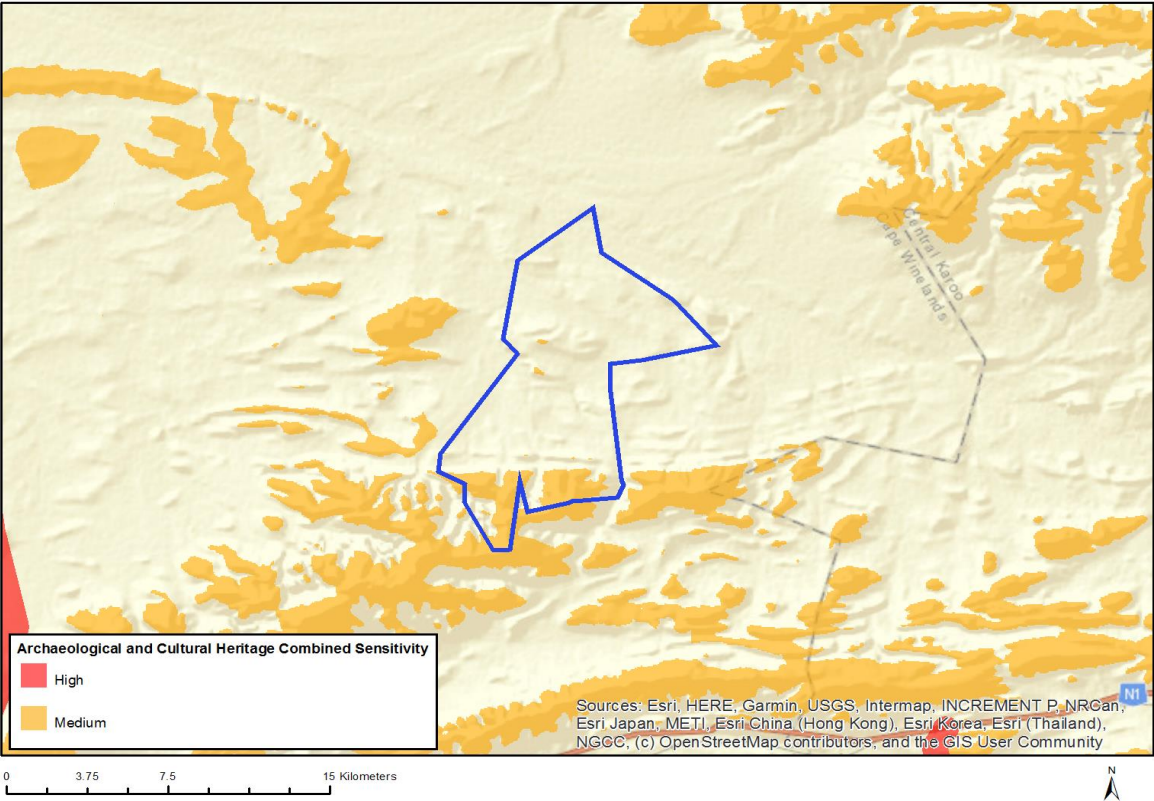 Central Karoo
Cape Winelands
Archaeological and Cultural Heritage Combined Sensitivity
High
Medium
N1
Sources: Esri, HERE, Garmin, USGS, Intermap, INCREMENT P, NRCan,
Esri Japan, METI, Esri China (Hong Kong), Esri Korea, Esri (Thailand),
NGCC, (c) OpenStreetMap contributors, and the GIS User Community
0 3.75 7.5 15 Kilometers
N